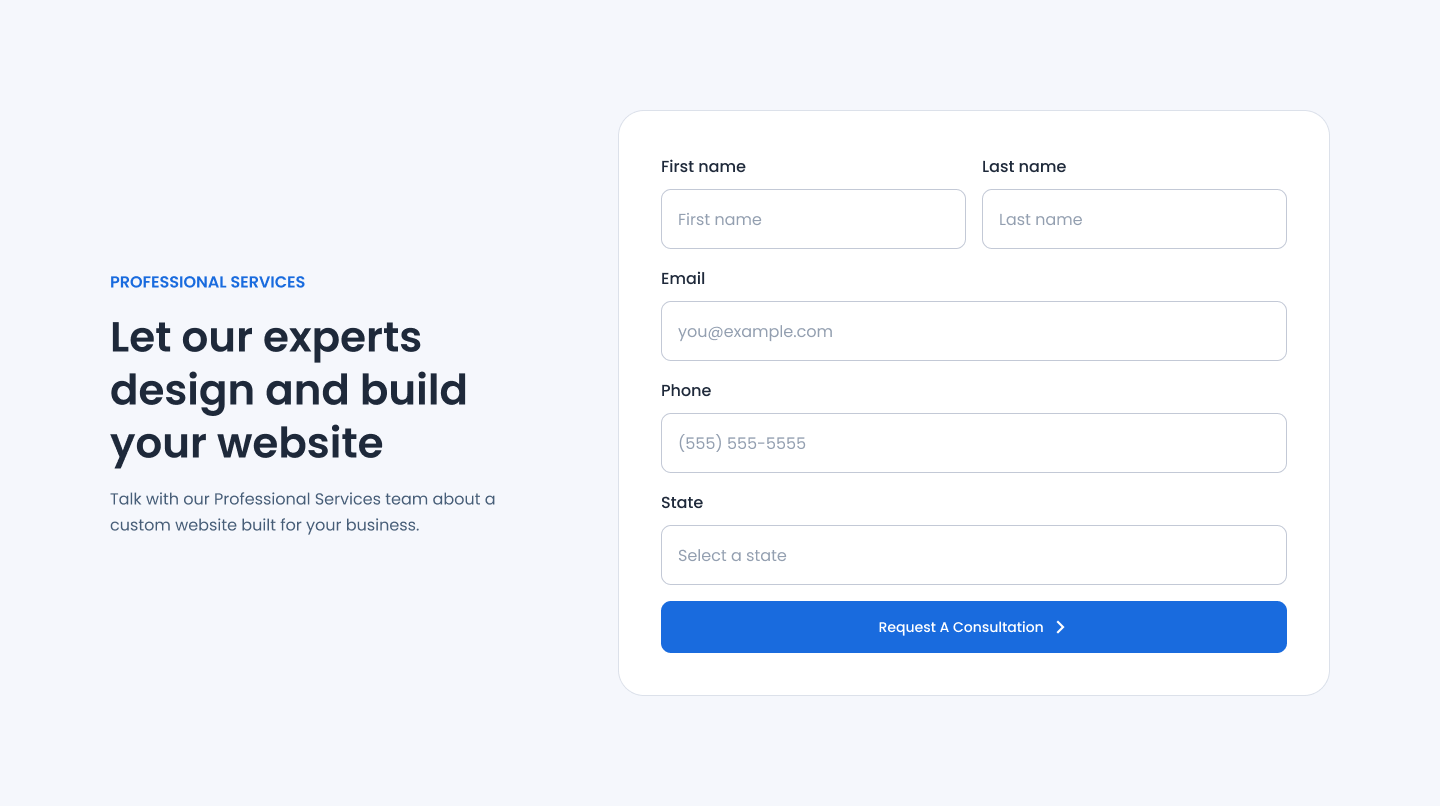 PROFESSIONAL SERVICES
Let our experts
design and build
your website
Talk with our Professional Services team about a
custom website built for your business.
First name
Last name
First name
Last name
Email
you@example.com
Phone
(555) 555-5555
State
Select a state
Request A Consultation